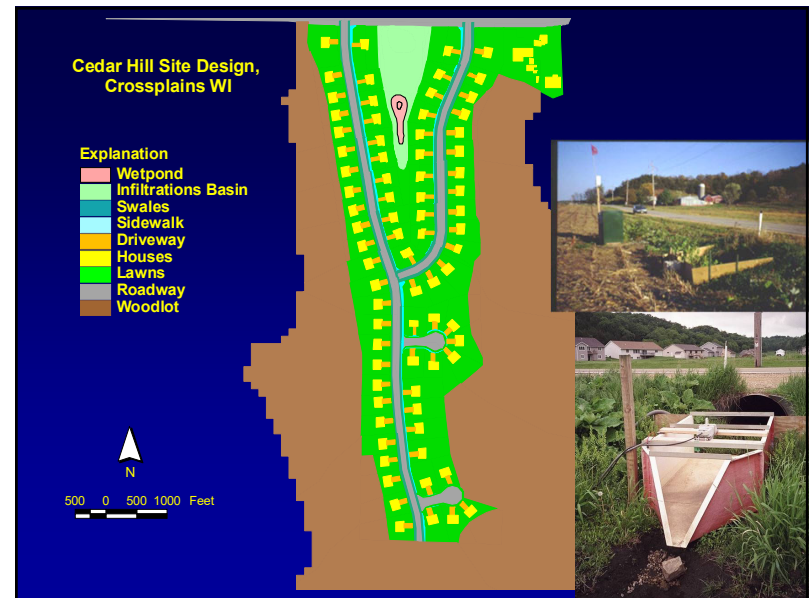 Cedar Hill Site Design,
Crossplains WI
Explanation
Wetpond
Infiltrations Basin
Swales
Sidewalk
Driveway
Houses
Lawns
Roadway
Woodlot
N
500 0 500 1000 Feet